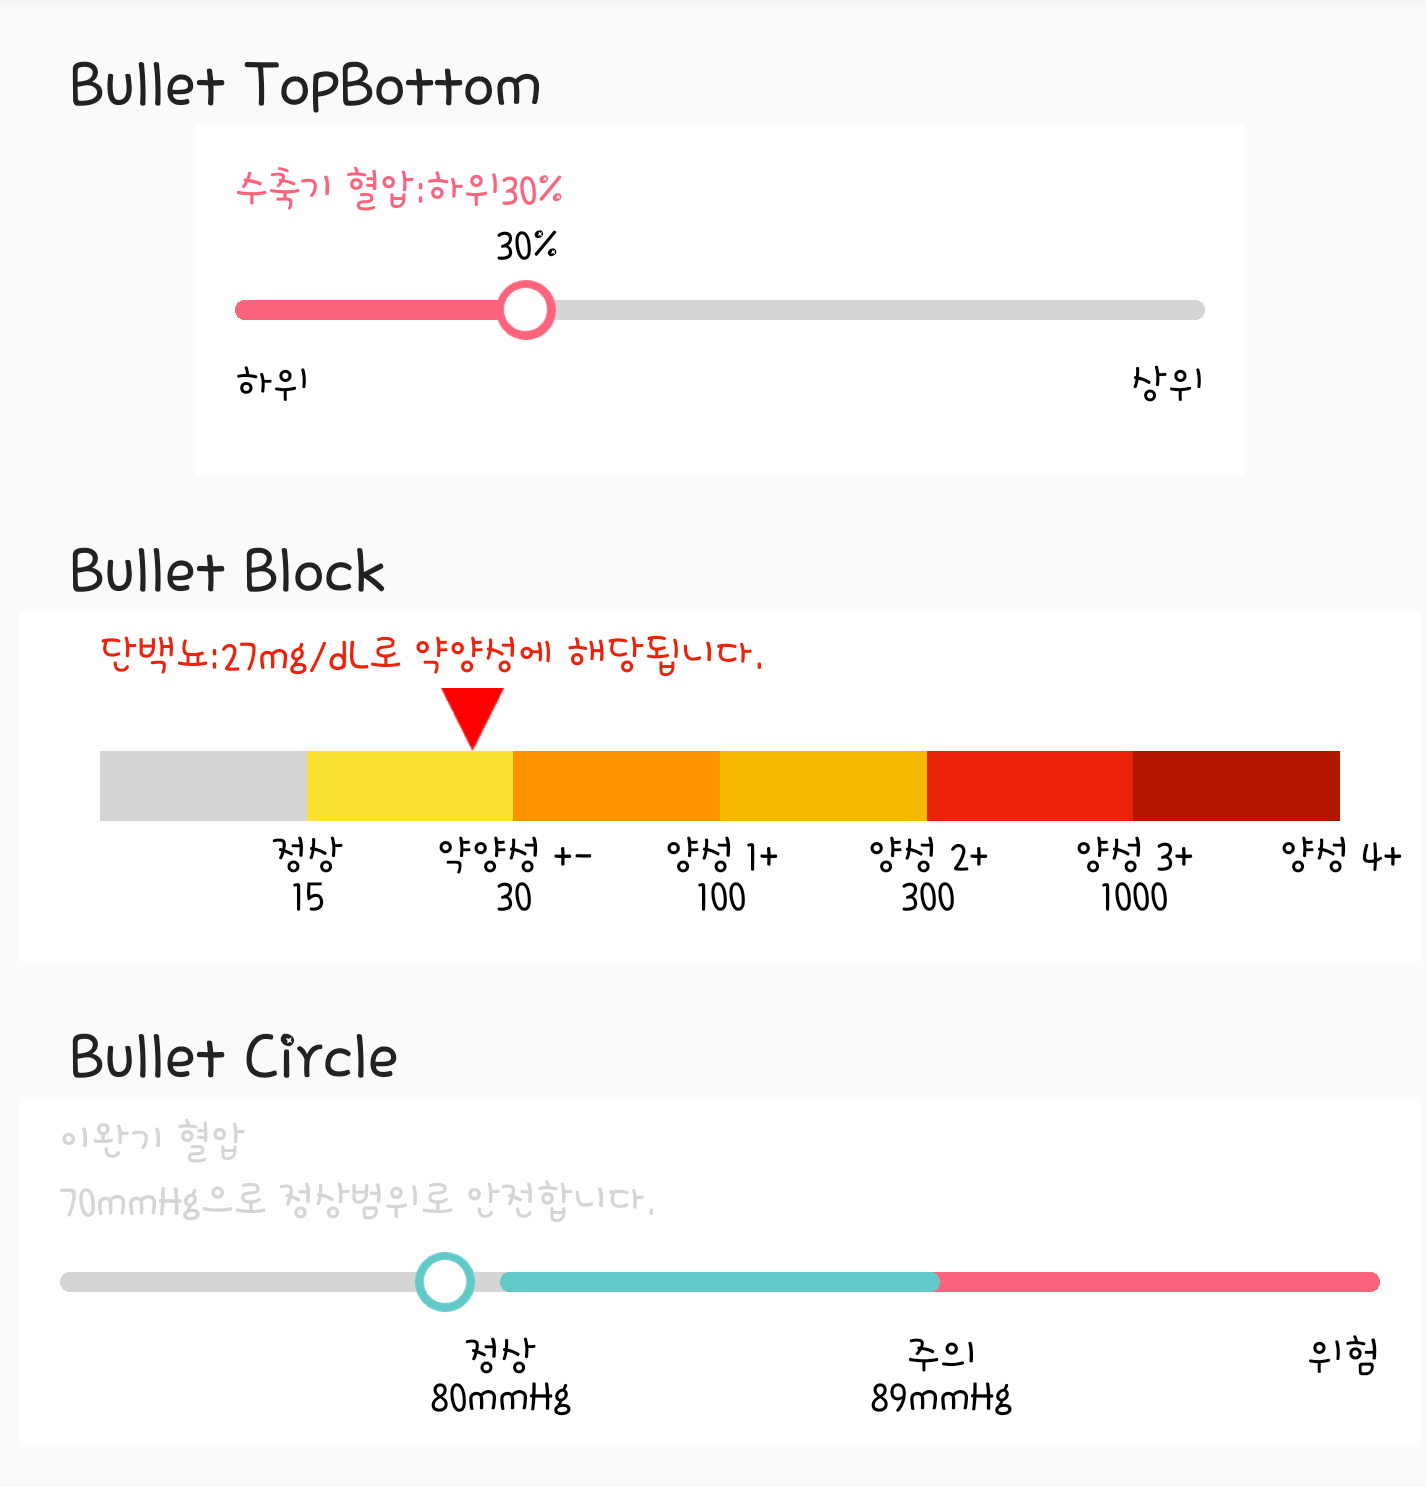 Bullet TopBottom
수축기 혈압:하위30%
30%
하위 상위
Bullet Block
단백뇨:27mg/dL로 약양성에 해당됩니다.
정상 약양성 +- 양성 1+ 양성 2+ 양성 3+ 양성 4+
15 30 100 300 1000
Bullet Circle
이완기 혈압
70mmHg으로 정상범위로 안전합니다.
정상 주의 위험
80mmHg 89mmHg